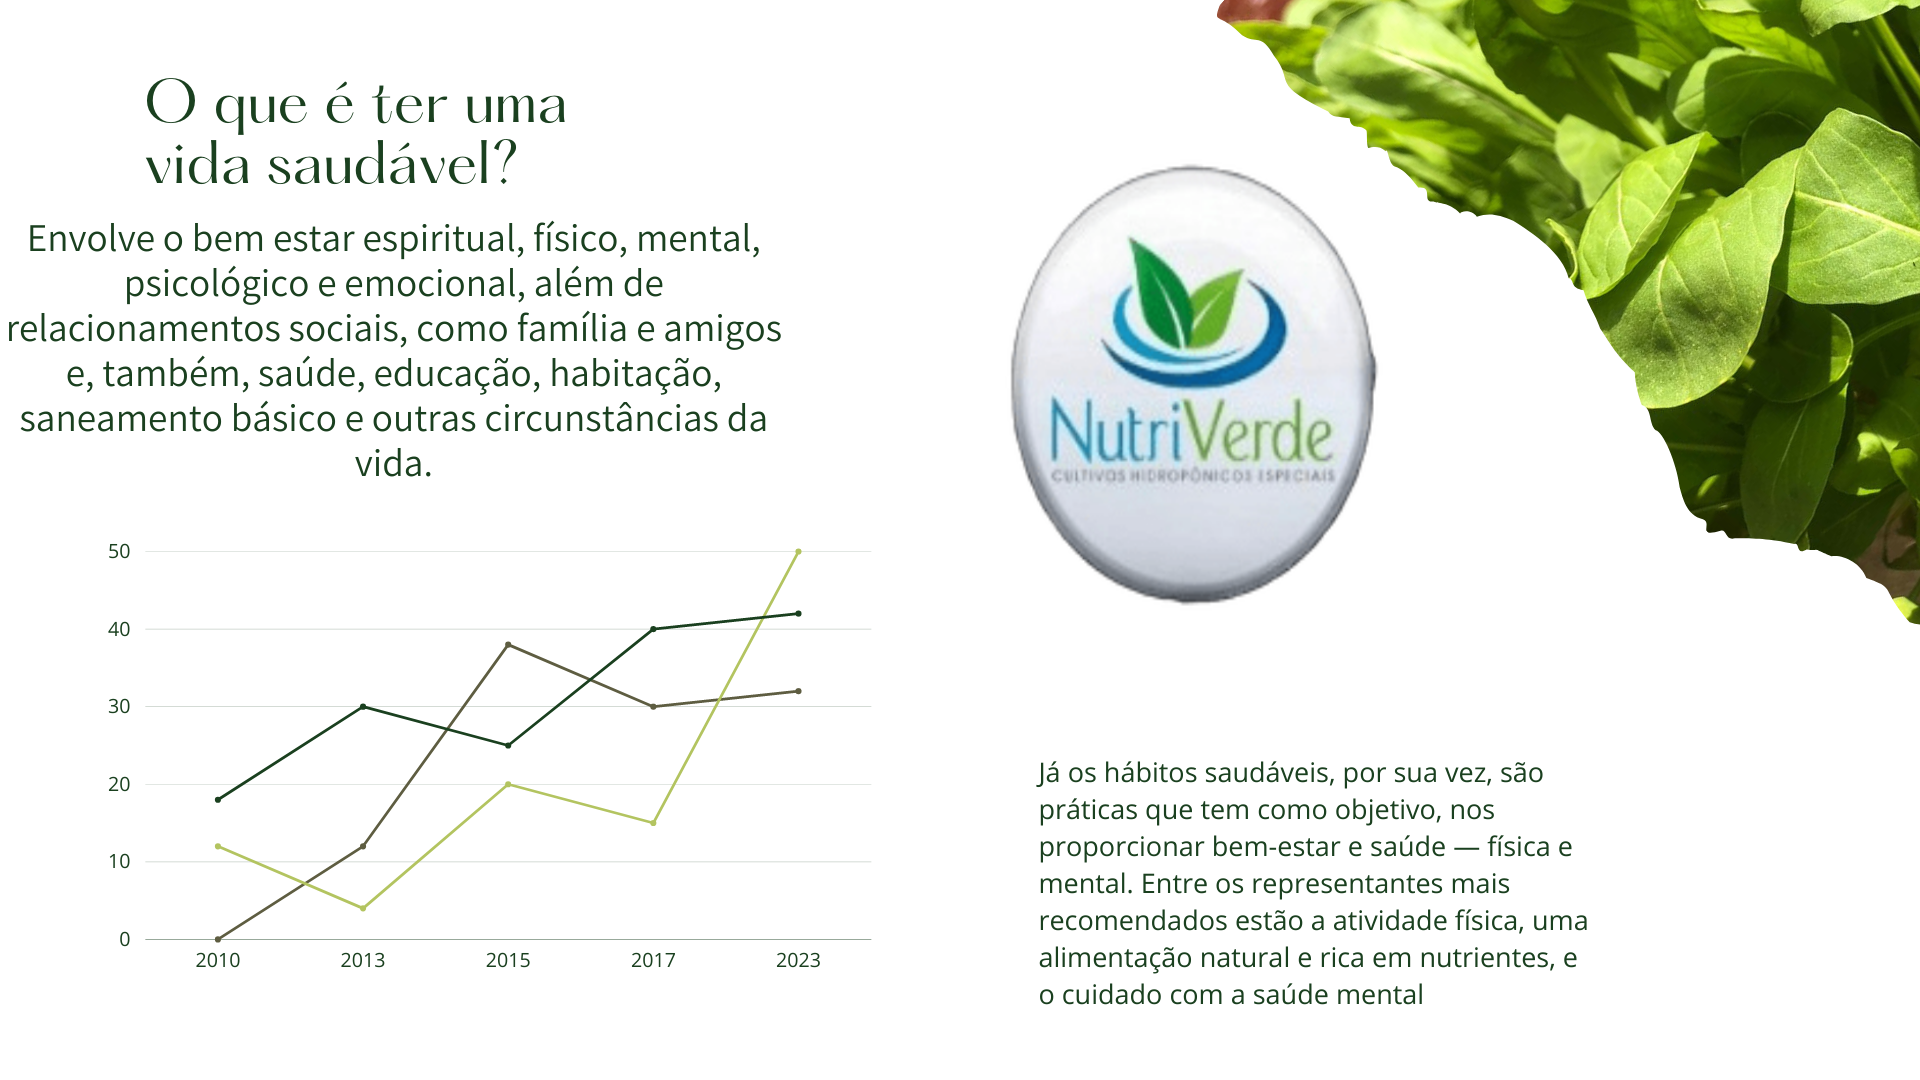 O que é ter uma
vida saudável?
Envolve o bem estar espiritual, físico, mental,
psicológico e emocional, além de
relacionamentos sociais, como família e amigos
e, também, saúde, educação, habitação,
saneamento básico e outras circunstâncias da
vida.
50
40
30
20
10
0
2010 2013 2015 2017 2023
NutriVerde
CULTIVOS HIDROPÔNICOS ESPECIAIS
Já os hábitos saudáveis, por sua vez, são
práticas que tem como objetivo, nos
proporcionar bem-estar e saúde — física e
mental. Entre os representantes mais
recomendados estão a atividade física, uma
alimentação natural e rica em nutrientes, e
o cuidado com a saúde mental